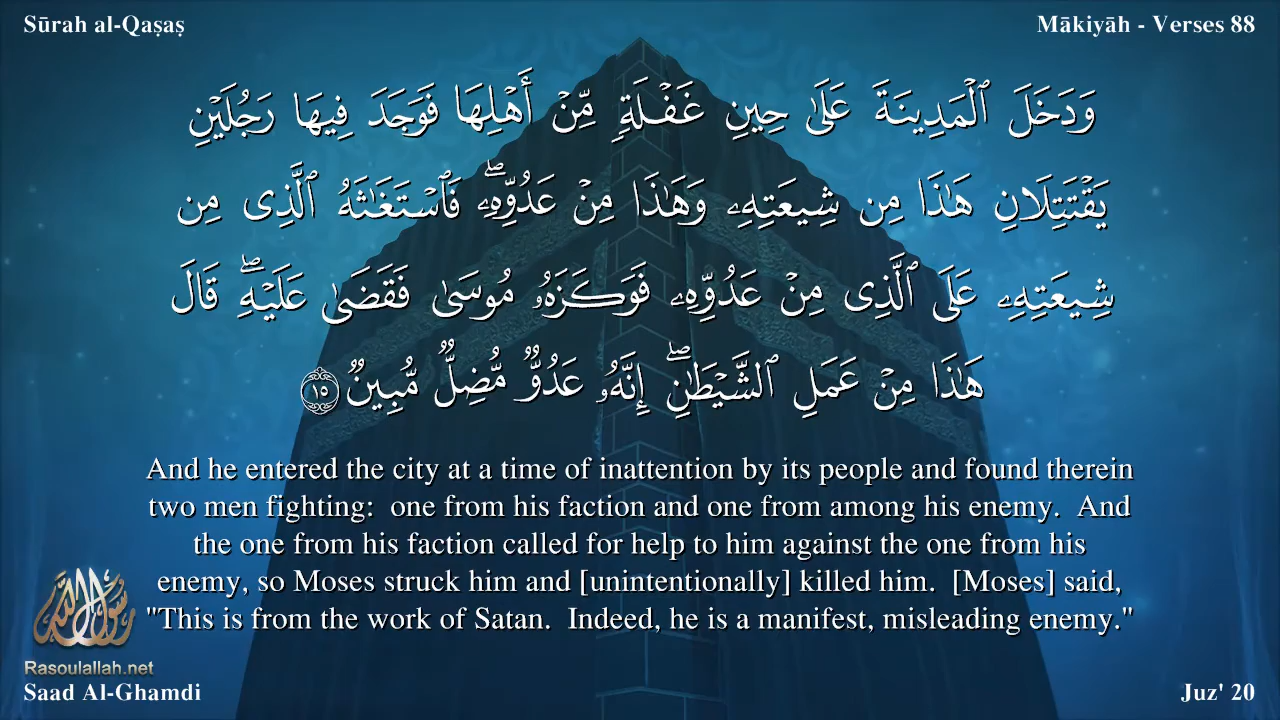 Sūrah al-Qaṣaṣ
Mākiyāh - Verses 88
وَدَخَلَ ٱلْمَدِينَةَ عَلَىٰ حِينِ غَفْلَةٍ مِّنْ أَهْلِهَا فَوَجَدَ فِيهَا رَجُلَيْنِ
يَقْتَتِلَانِ هَٰذَا مِن شِيعَتِهِۦ وَهَٰذَا مِنْ عَدُوِّهِۦ ۖ فَٱسْتَغَٰثَهُ ٱلَّذِى مِن
شِيعَتِهِۦ عَلَى ٱلَّذِى مِنْ عَدُوِّهِۦ فَوَكَزَهُۥ مُوسَىٰ فَقَضَىٰ عَلَيْهِ ۖ قَالَ
هَٰذَا مِنْ عَمَلِ ٱلشَّيْطَٰنِ ۖ إِنَّهُۥ عَدُوٌّ مُّضِلٌّ مُّبِينٌ ١٥
And he entered the city at a time of inattention by its people and found therein
two men fighting:  one from his faction and one from among his enemy.  And
the one from his faction called for help to him against the one from his
enemy, so Moses struck him and [unintentionally] killed him.  [Moses] said,
"This is from the work of Satan.  Indeed, he is a manifest, misleading enemy."
رسول الله
Rasoulallah.net
Saad Al-Ghamdi
Juz' 20